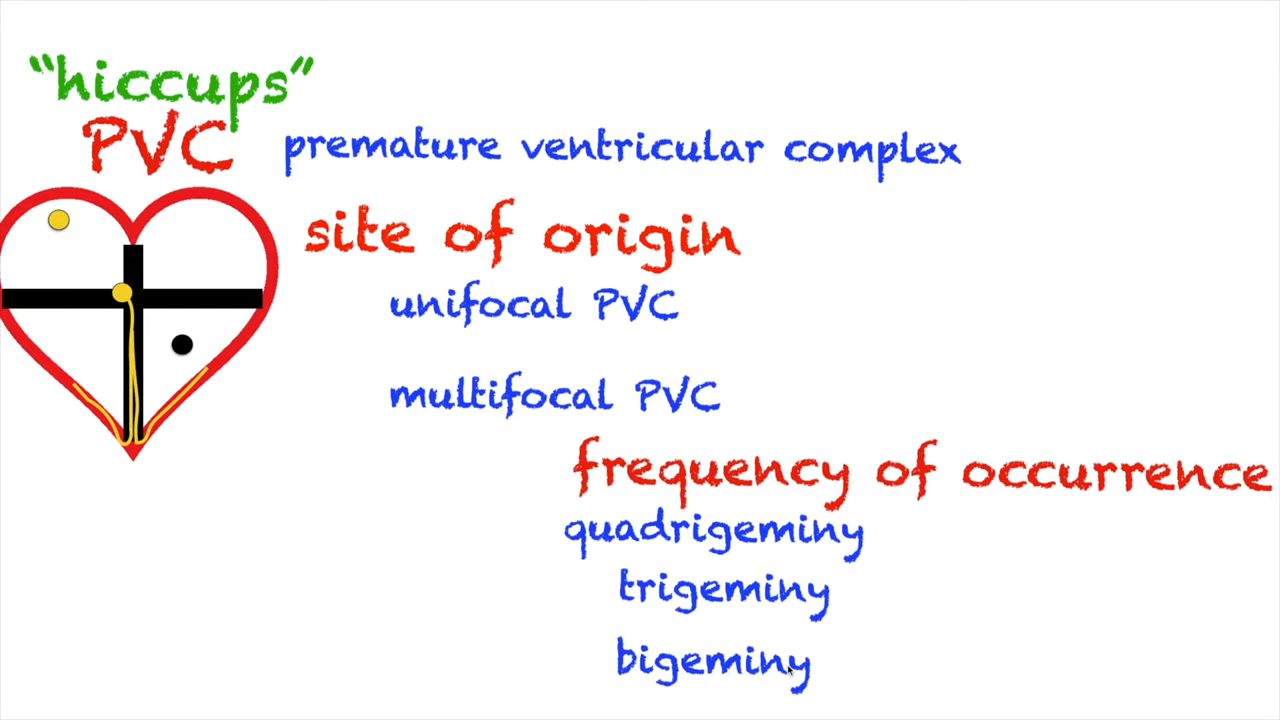 “hiccups”
PVC premature ventricular complex
site of origin
unifocal PVC
multifocal PVC
frequency of occurrence
quadrigeminy
trigeminy
bigeminy